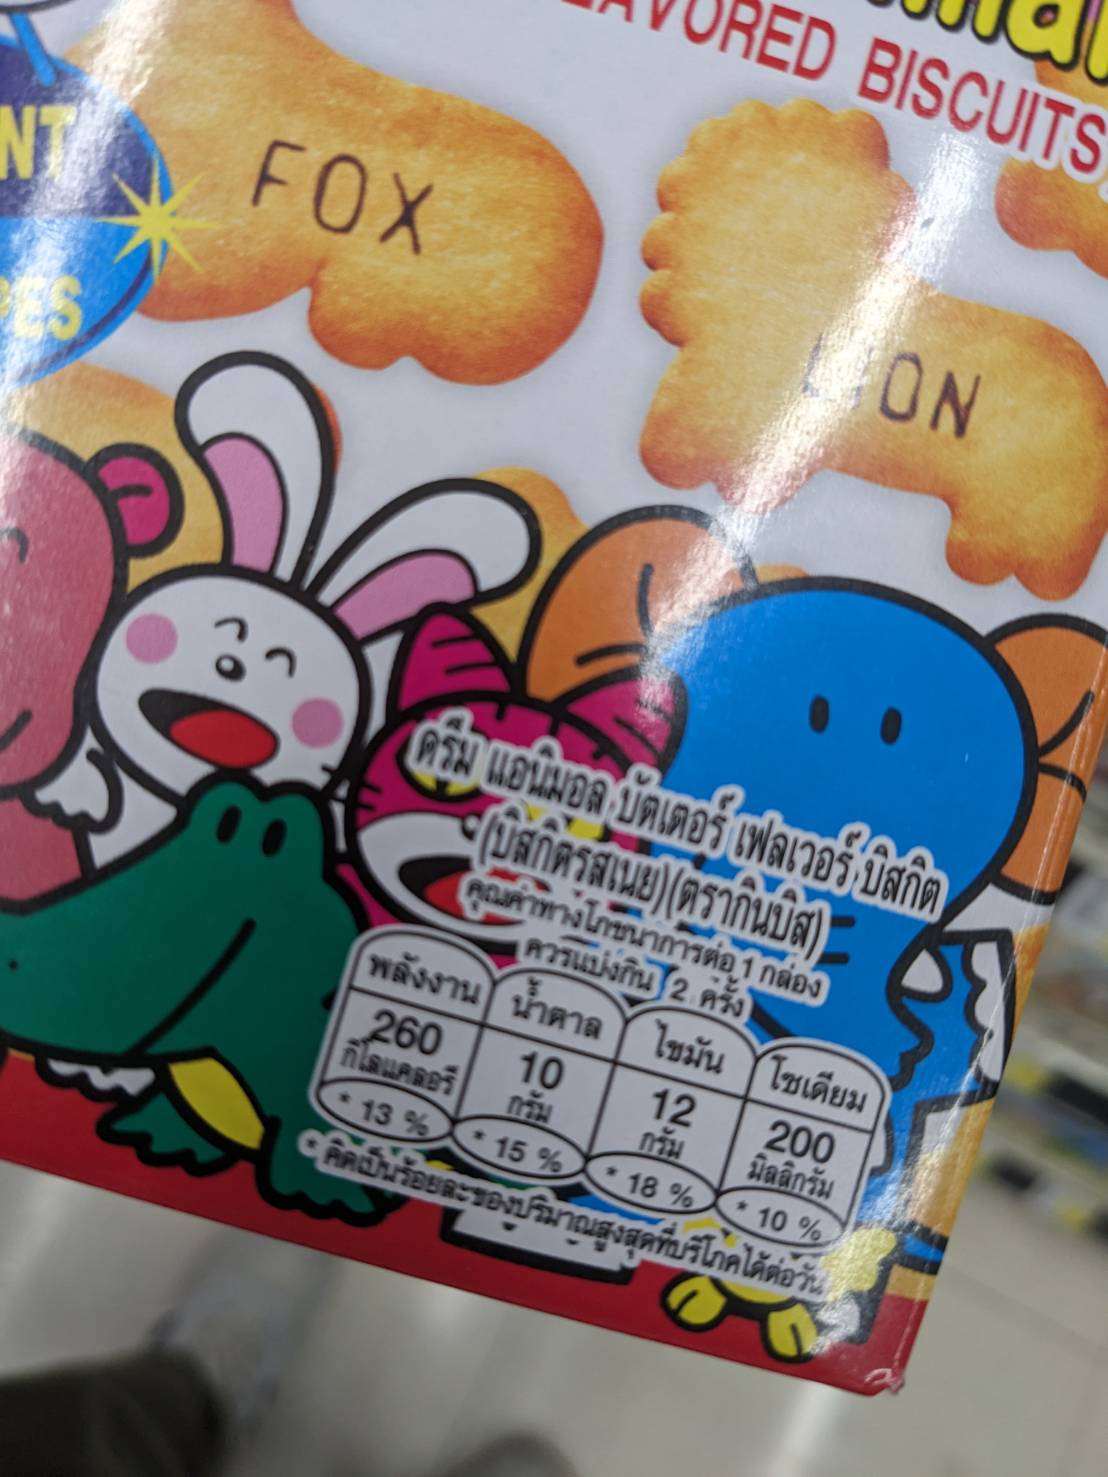 FLAVORED BISCUITS
FOX
LION
ดรีม แอนิมอล บัตเตอร์ เฟลเวอร์ บิสกิต
(บิสกิตรสเนย)(ตรากินบิส)
คุณค่าทางโภชนาการต่อ 1 กล่อง
ควรแบ่งกิน 2 ครั้ง
พลังงาน น้ำตาล ไขมัน โซเดียม
260 10 12 200
กิโลแคลอรี กรัม กรัม มิลลิกรัม
* 13 % * 15 % * 18 % * 10 %
* คิดเป็นร้อยละของปริมาณสูงสุดที่บริโภคได้ต่อวัน